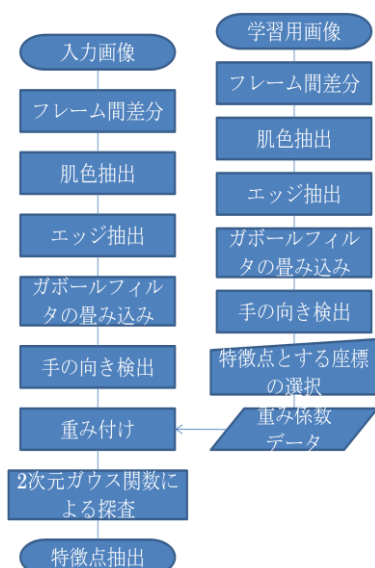 入力画像
フレーム間差分
肌色抽出
エッジ抽出
ガボールフィル
タの畳み込み
手の向き検出
重み付け
2次元ガウス関数に
よる探査
特徴点抽出
学習用画像
フレーム間差分
肌色抽出
エッジ抽出
ガボールフィル
タの畳み込み
手の向き検出
特徴点とする座標
の選択
重み係数
データ